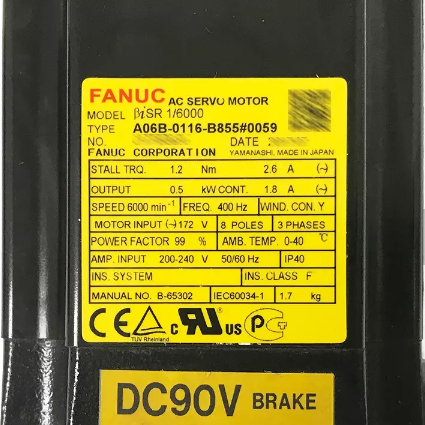 FANUC AC SERVO MOTOR
MODEL βiSR 1/6000
TYPE A06B-0116-B855#0059
NO. DATE
FANUC CORPORATION YAMANASHI, MADE IN JAPAN
STALL TRQ. 1.2 Nm 2.6 A (~)
OUTPUT 0.5 kW CONT. 1.8 A (~)
SPEED 6000 min⁻¹ FREQ. 400 Hz WIND. CON. Y
MOTOR INPUT (~) 172 V 8 POLES 3 PHASES
POWER FACTOR 99 % AMB. TEMP. 0-40 ℃
AMP. INPUT 200-240 V 50/60 Hz IP40
INS. SYSTEM INS. CLASS F
MANUAL NO. B-65302 IEC60034-1 1.7 kg
CE TÜV Rheinland c RU US
DC90V BRAKE